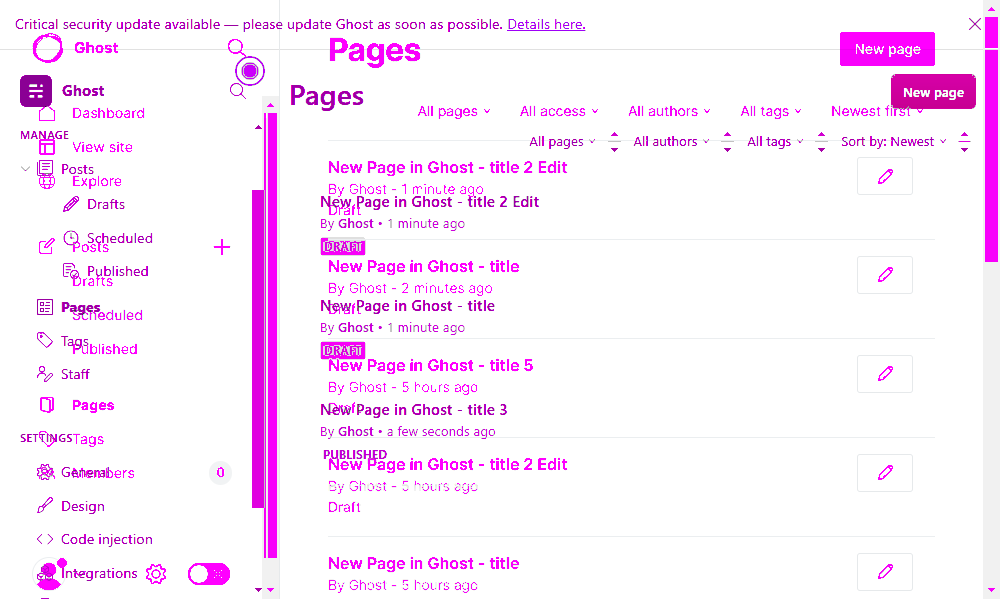 Critical security update available — please update Ghost as soon as possible. Details here.
Ghost
Pages
New page
Ghost
Pages
New page
Dashboard
All pages
All access
All authors
All tags
Newest first
MANAGE
View site
All pages
All authors
All tags
Sort by: Newest
Posts
New Page in Ghost - title 2 Edit
Explore
By Ghost - 1 minute ago
Drafts
New Page in Ghost - title 2 Edit
Draft
By Ghost • 1 minute ago
Scheduled
Posts
DRAFT
Published
New Page in Ghost - title
Drafts
By Ghost - 2 minutes ago
Pages
New Page in Ghost - title
Draft
Scheduled
By Ghost • 1 minute ago
Tags
Published
DRAFT
New Page in Ghost - title 5
Staff
By Ghost - 5 hours ago
Pages
Draft
New Page in Ghost - title 3
By Ghost • a few seconds ago
SETTINGS
Tags
PUBLISHED
New Page in Ghost - title 2 Edit
General
Members
0
By Ghost - 5 hours ago
Design
Draft
Code injection
New Page in Ghost - title
Integrations
By Ghost - 5 hours ago